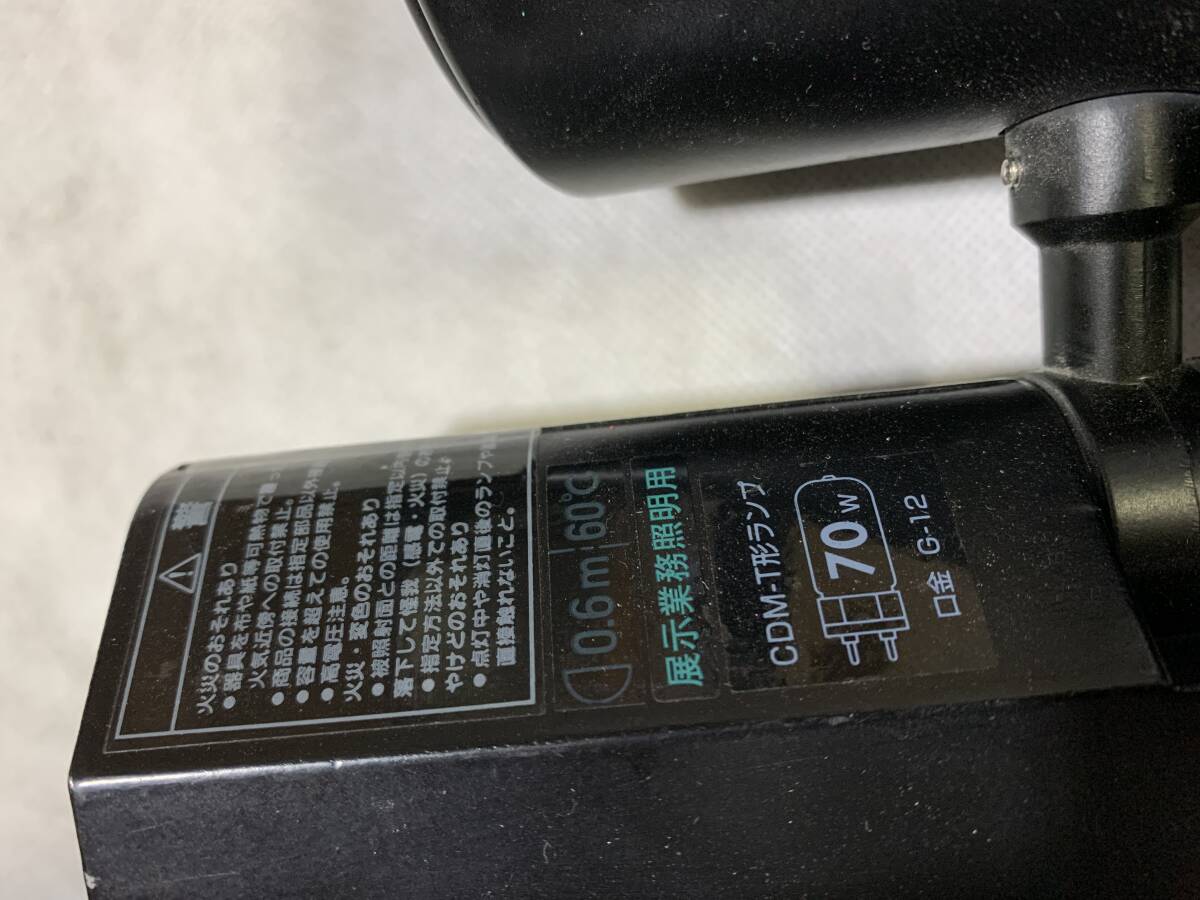 警
火災のおそれあり
●器具を布や紙等可燃物で覆
火気近傍への取付禁止。
●商品の接続は指定部品以外
●容量を超えての使用禁止。
●高電圧注意。
火災・変色のおそれあり
●被照射面との距離は指定以
落下して怪我(感電・火災)の
●指定方法以外での取付禁止
やけどのおそれあり
●点灯中や消灯直後のランプや
直接触れないこと。
0.6m 60℃
展示業務照明用
CDM-T形ランプ
70W
口金 G-12